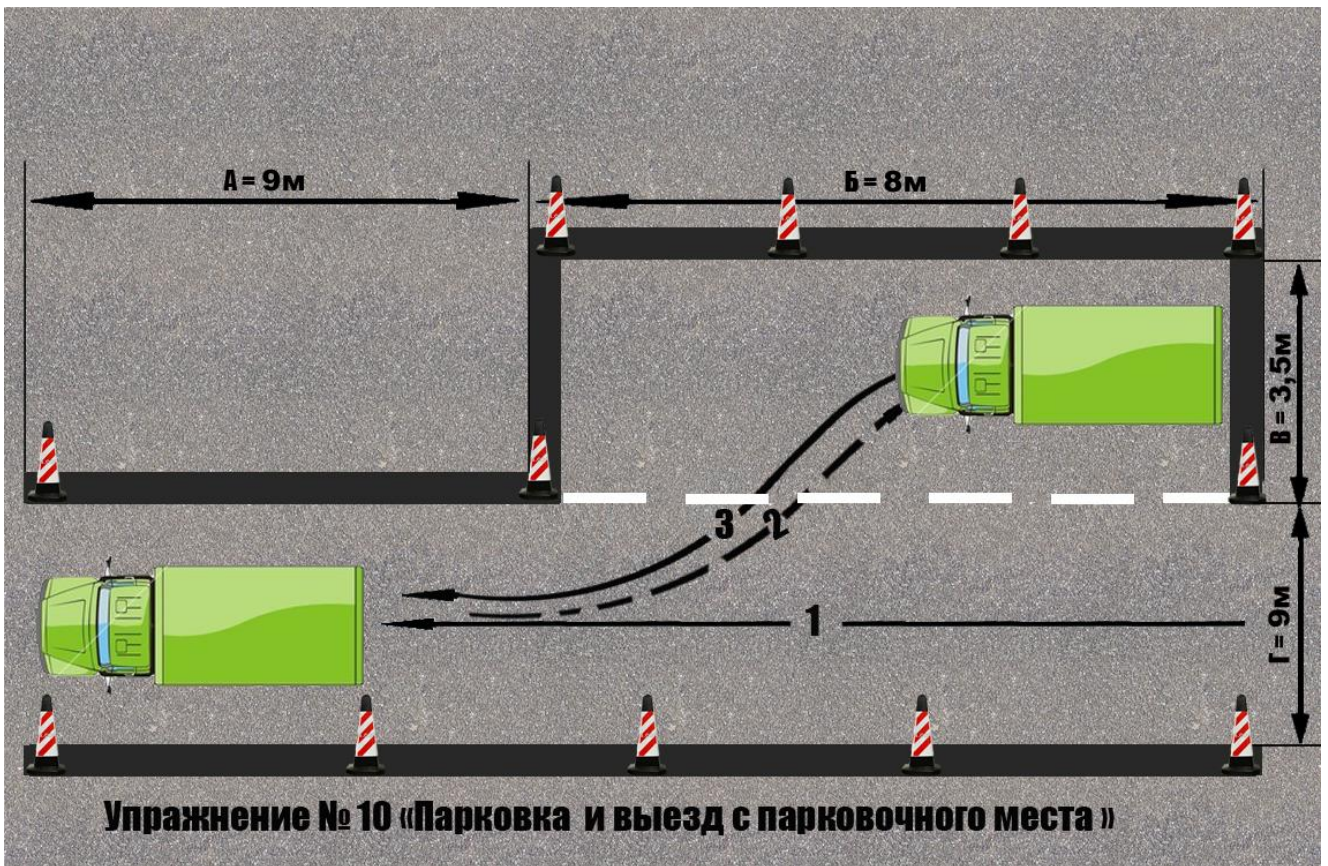 А = 9м
Б = 8м
В = 3,5м
3
2
1
Г = 9м
Упражнение № 10 «Парковка и выезд с парковочного места »